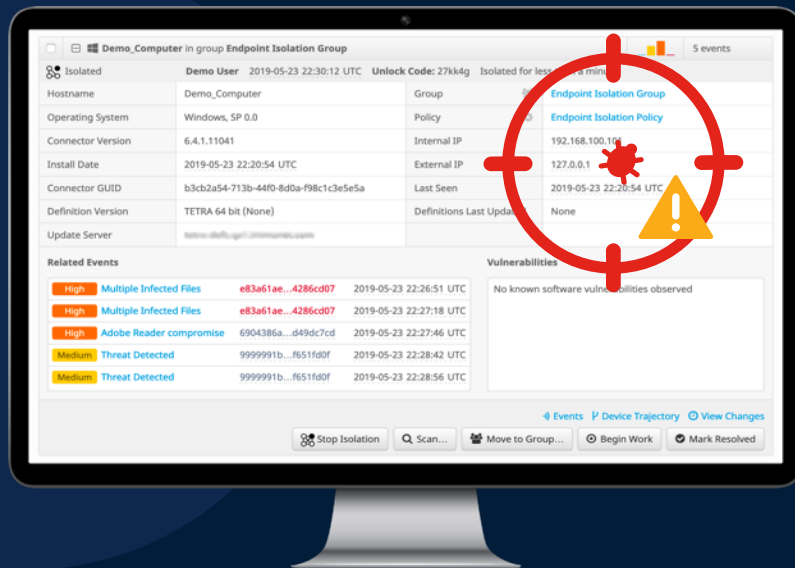 Demo_Computer in group Endpoint Isolation Group 5 events
Isolated Demo User 2019-05-23 22:30:12 UTC Unlock Code: 27kk4g Isolated for less a minute
Hostname Demo_Computer Group Endpoint Isolation Group
Operating System Windows, SP 0.0 Policy Endpoint Isolation Policy
Connector Version 6.4.1.11041 Internal IP 192.168.100.101
Install Date 2019-05-23 22:20:54 UTC External IP 127.0.0.1
Connector GUID b3cb2a54-713b-44f0-8d0a-f98c1c3e5e5a Last Seen 2019-05-23 22:20:54 UTC
Definition Version TETRA 64 bit (None) Definitions Last Updated None
Update Server
Related Events Vulnerabilities
High Multiple Infected Files e83a61ae...4286cd07 2019-05-23 22:26:51 UTC No known software vulnerabilities observed
High Multiple Infected Files e83a61ae...4286cd07 2019-05-23 22:27:18 UTC
High Adobe Reader compromise 6904386a...d49dc7cd 2019-05-23 22:27:46 UTC
Medium Threat Detected 9999991b...f651fd0f 2019-05-23 22:28:42 UTC
Medium Threat Detected 9999991b...f651fd0f 2019-05-23 22:28:56 UTC
Events Device Trajectory View Changes
Stop Isolation Scan... Move to Group... Begin Work Mark Resolved